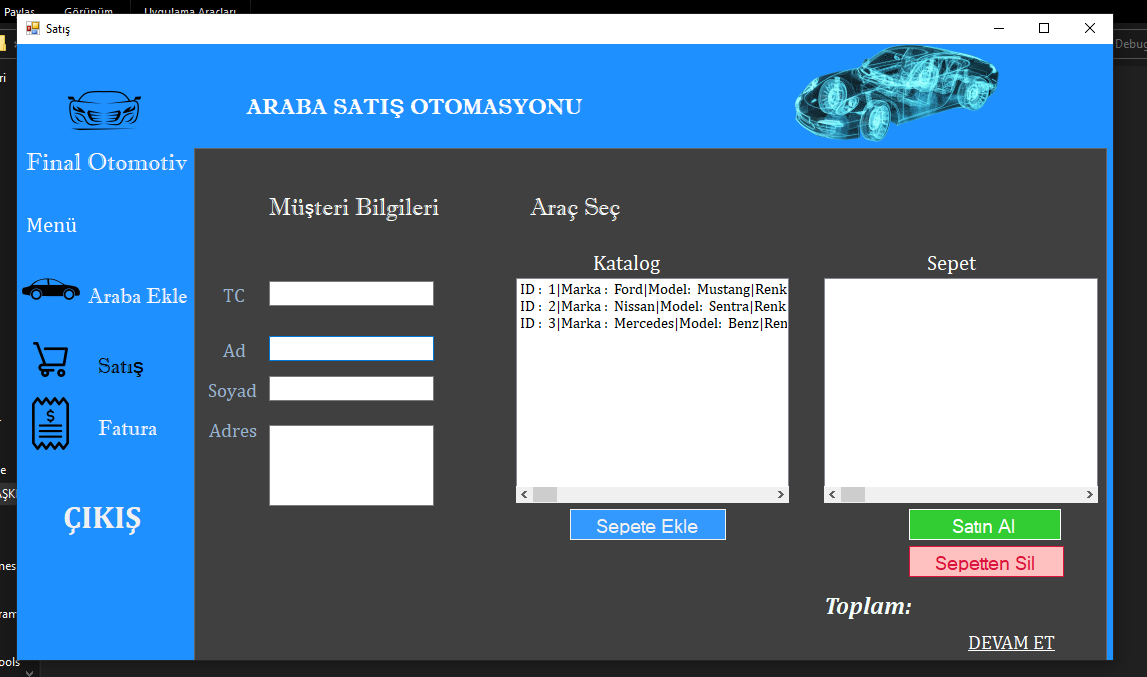 Paylaş Görünüm Uygulama Araçları
Satış
Debug
ARABA SATIŞ OTOMASYONU
Final Otomotiv
Menü
Araba Ekle
Satış
$
Fatura
ÇIKIŞ
Müşteri Bilgileri
TC
Ad
Soyad
Adres
Araç Seç
Katalog
ID : 1|Marka : Ford|Model: Mustang|Renk
ID : 2|Marka : Nissan|Model: Sentra|Renk
ID : 3|Marka : Mercedes|Model: Benz|Ren
Sepete Ekle
Sepet
Satın Al
Sepetten Sil
Toplam:
DEVAM ET